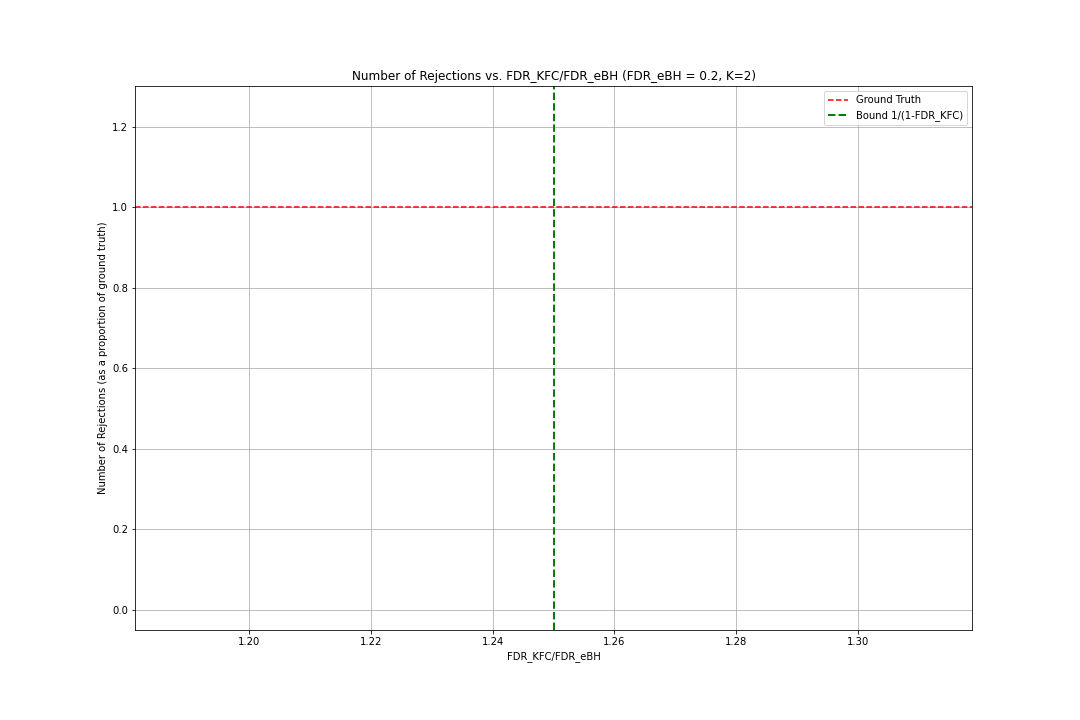 Number of Rejections vs. FDR_KFC/FDR_eBH (FDR_eBH = 0.2, K=2)
Ground Truth
Bound 1/(1-FDR_KFC)
Number of Rejections (as a proportion of ground truth)
1.2
1.0
0.8
0.6
0.4
0.2
0.0
1.20 1.22 1.24 1.26 1.28 1.30
FDR_KFC/FDR_eBH